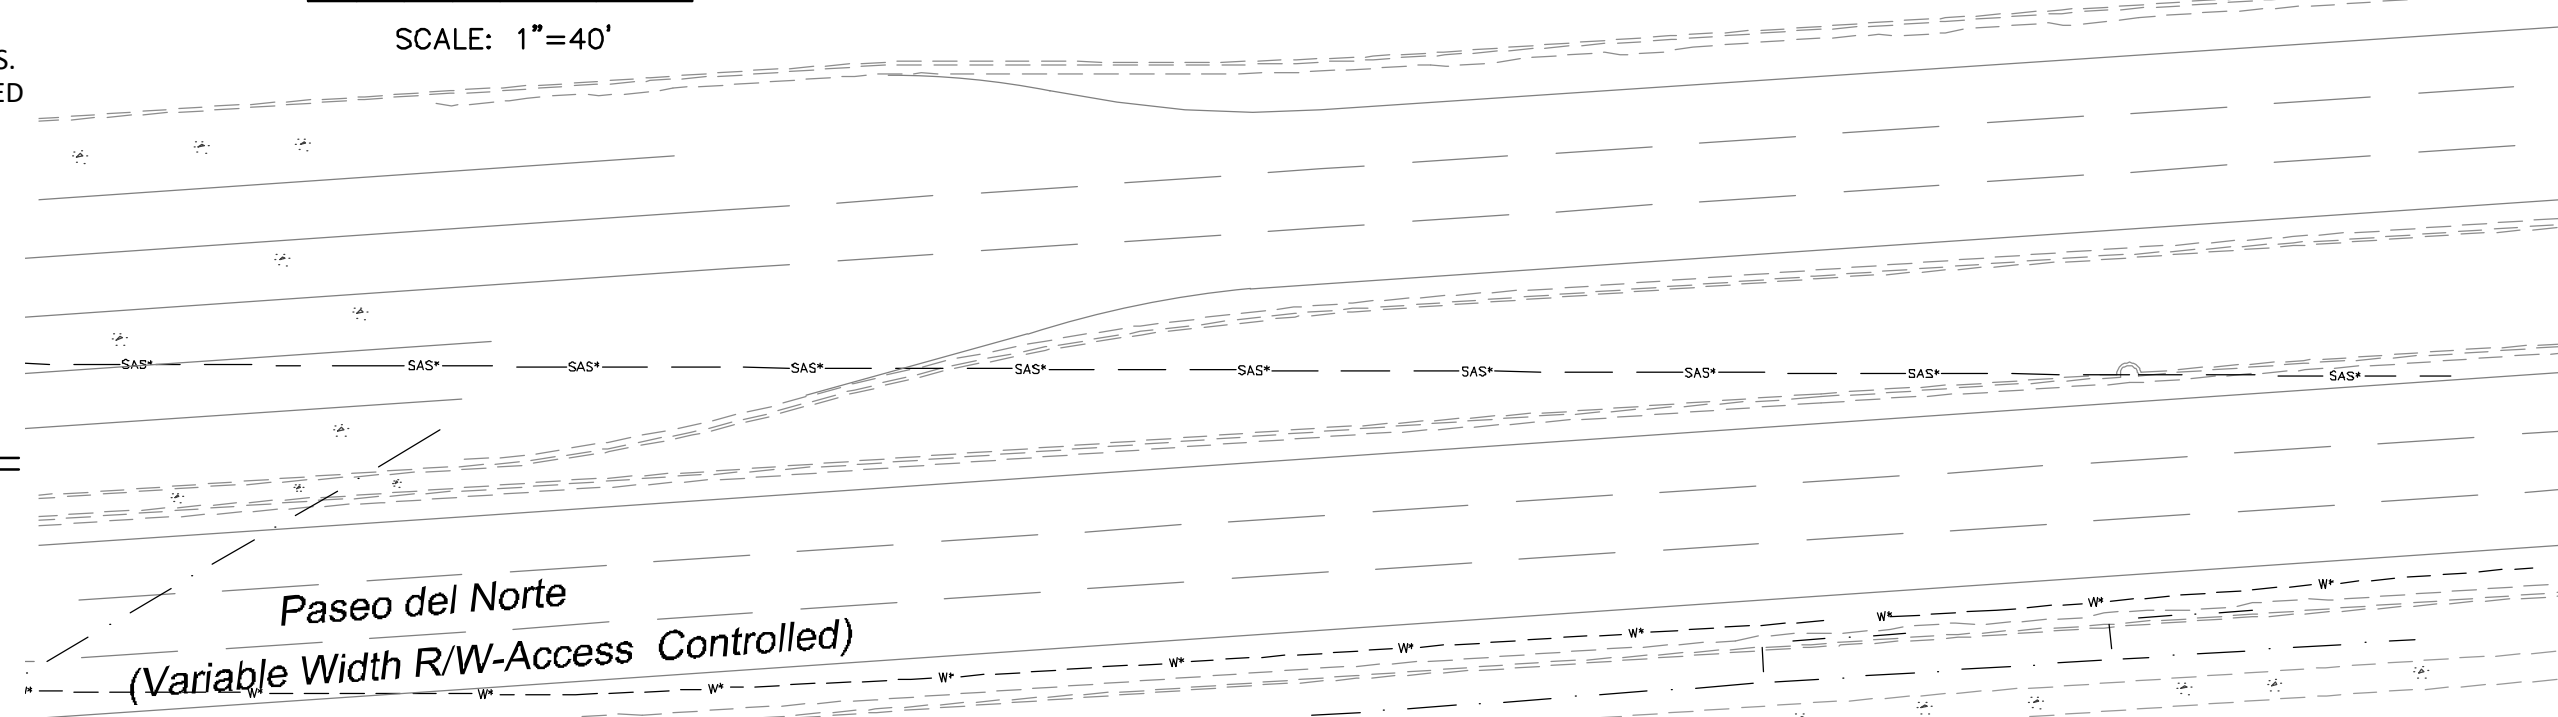 SCALE: 1"=40'
S.
ED
SAS* SAS* SAS* SAS* SAS* SAS* SAS* SAS* SAS* SAS*
Paseo del Norte
(Variable Width R/W-Access Controlled)
W* W* W* W* W* W* W* W* W* W*